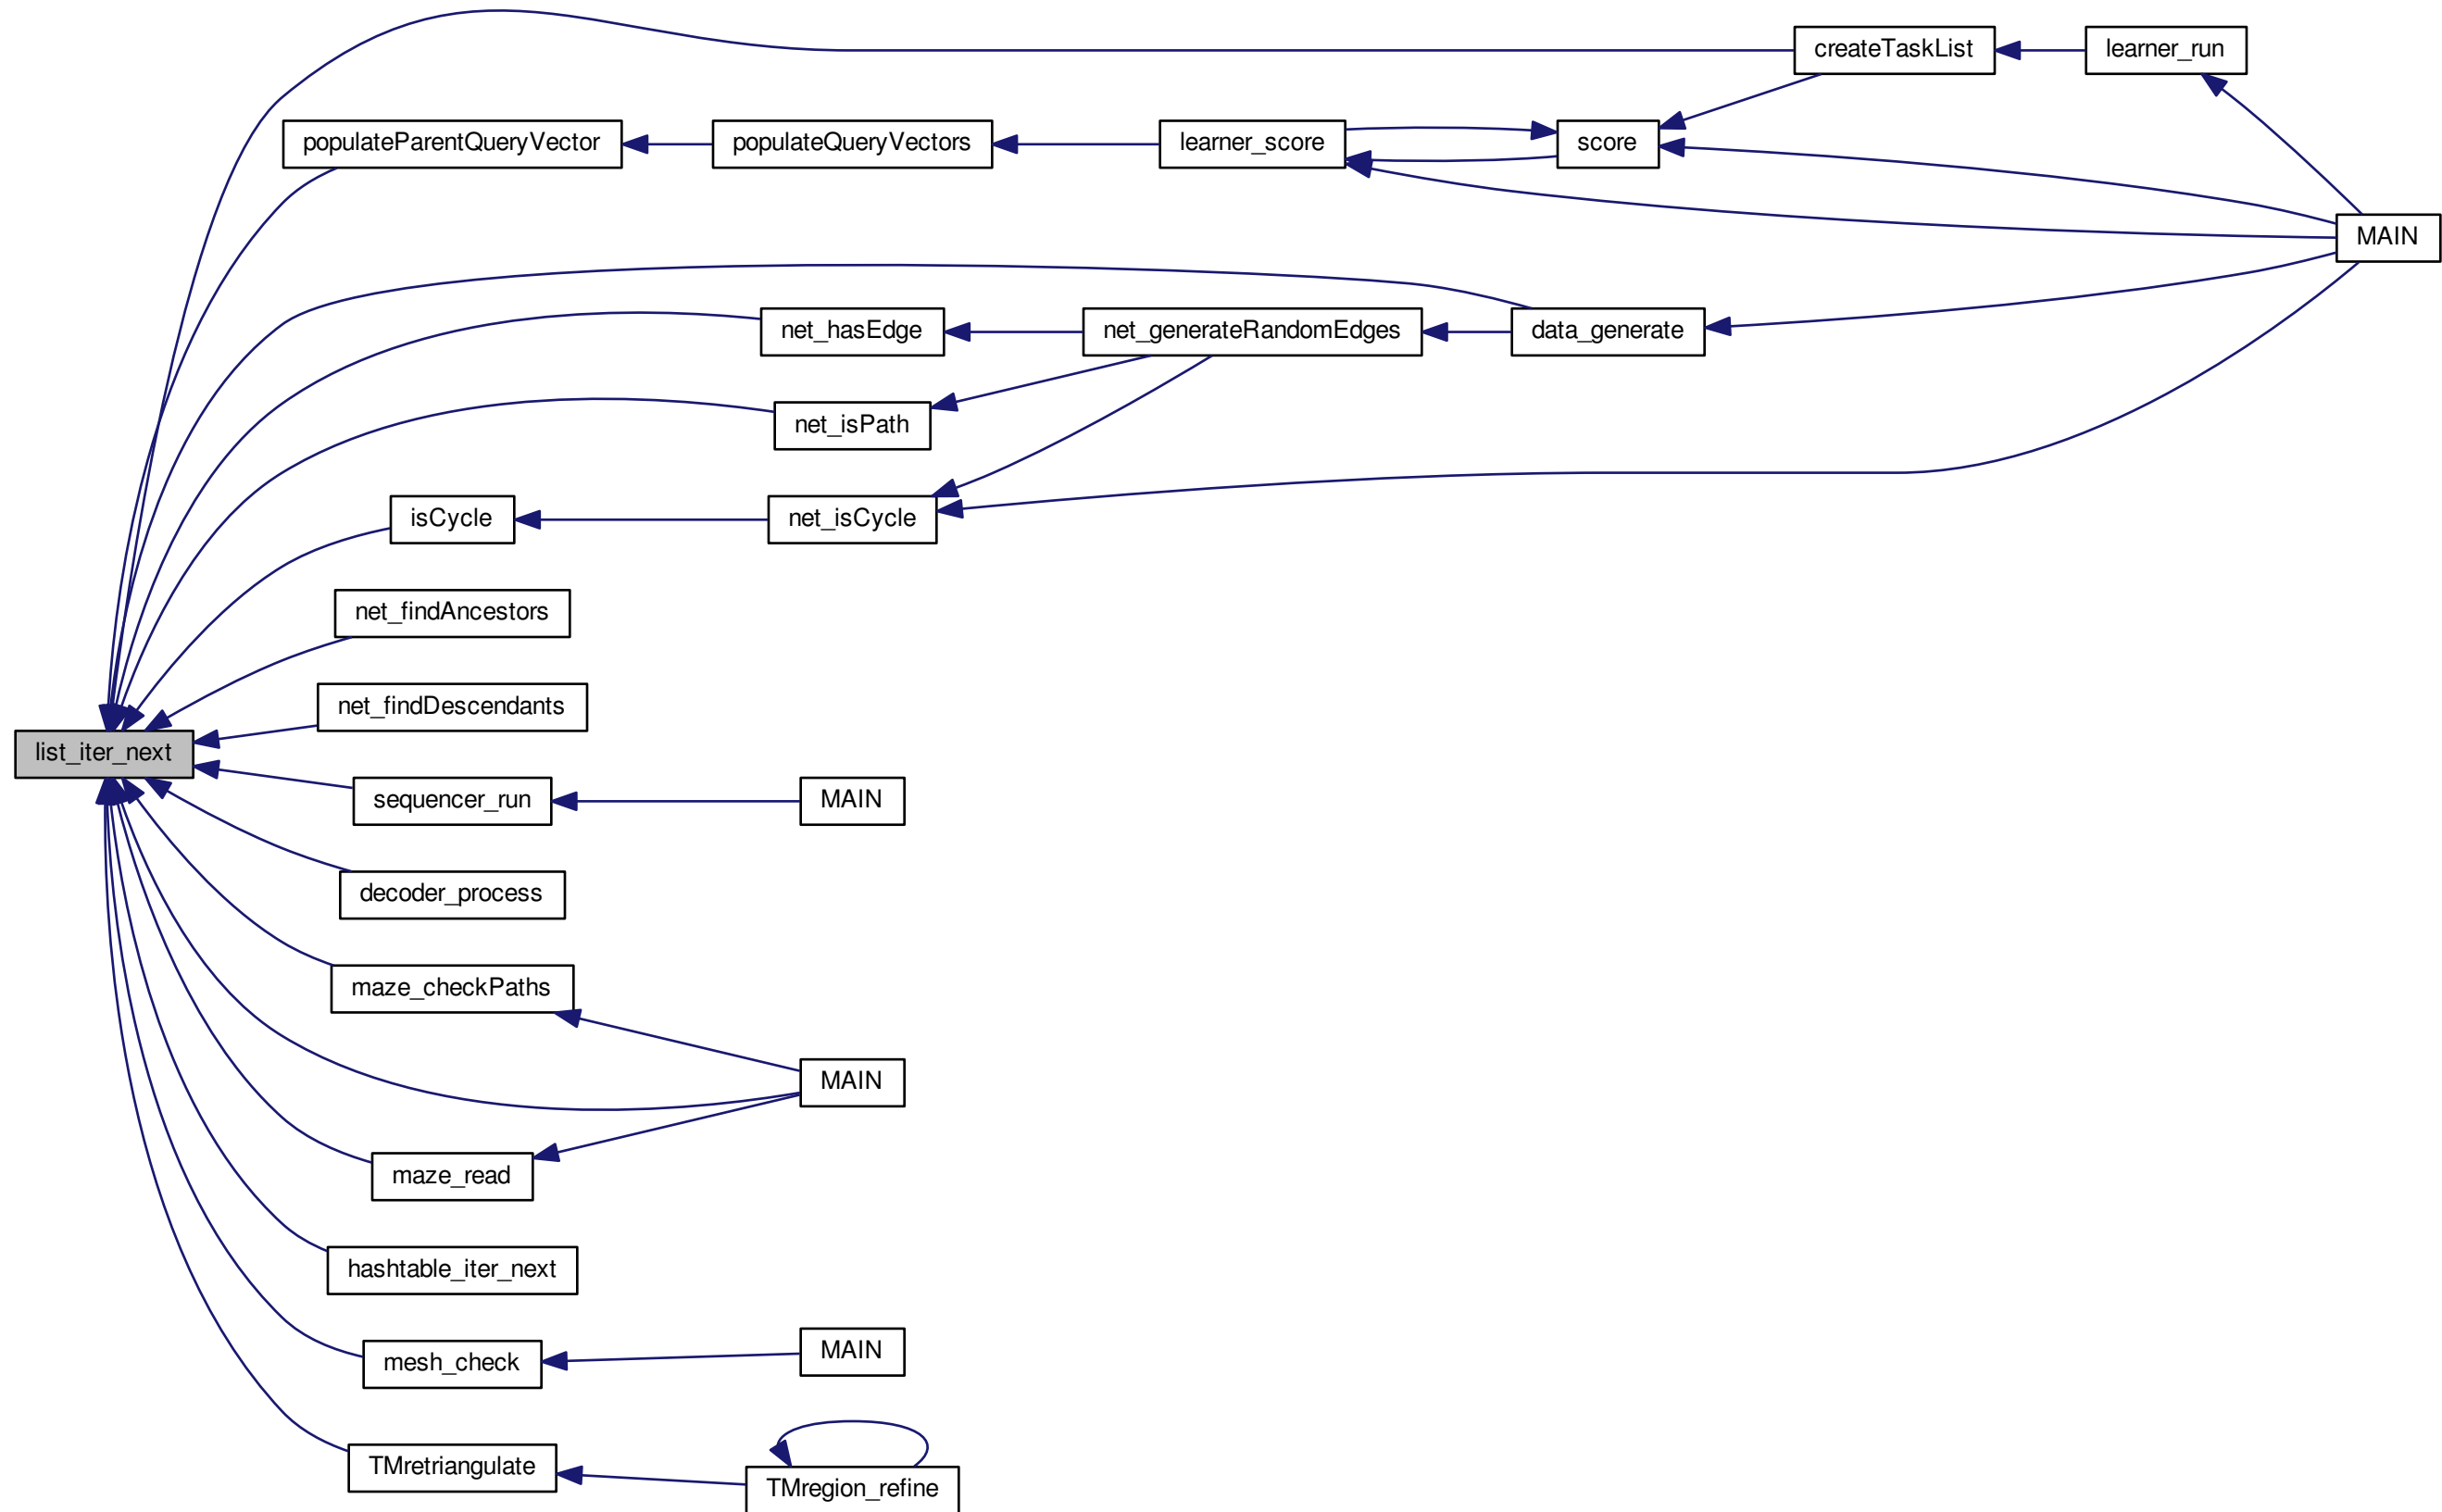 createTaskList
learner_run
populateParentQueryVector
populateQueryVectors
learner_score
score
MAIN
net_hasEdge
net_generateRandomEdges
data_generate
net_isPath
isCycle
net_isCycle
net_findAncestors
net_findDescendants
list_iter_next
sequencer_run
MAIN
decoder_process
maze_checkPaths
MAIN
maze_read
hashtable_iter_next
mesh_check
MAIN
TMretriangulate
TMregion_refine